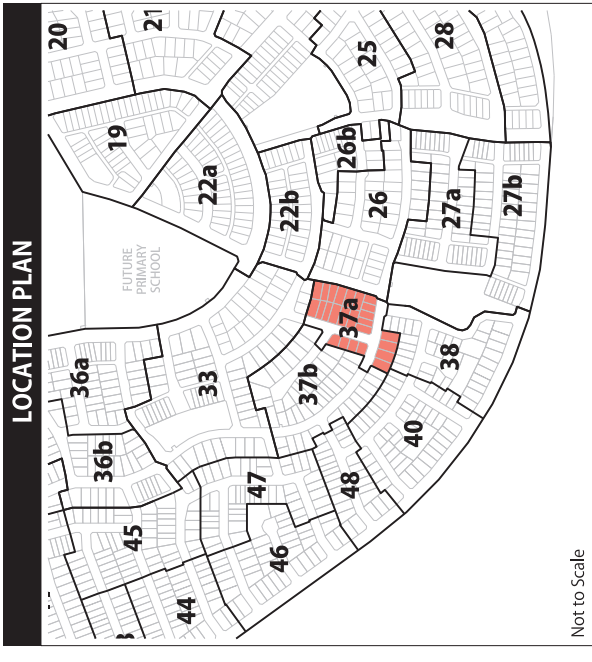 LOCATION PLAN
20
21
19
22a
25
28
26b
22b
26
27a
27b
FUTURE
PRIMARY
SCHOOL
37a
36a
33
37b
38
36b
40
47
48
45
46
44
Not to Scale